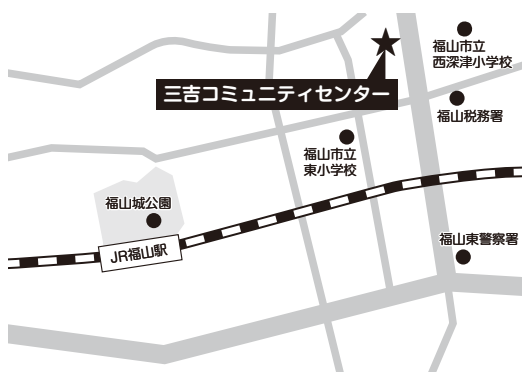 福山市立
西深津小学校
三吉コミュニティセンター
福山税務署
福山市立
東小学校
福山城公園
JR福山駅
福山東警察署